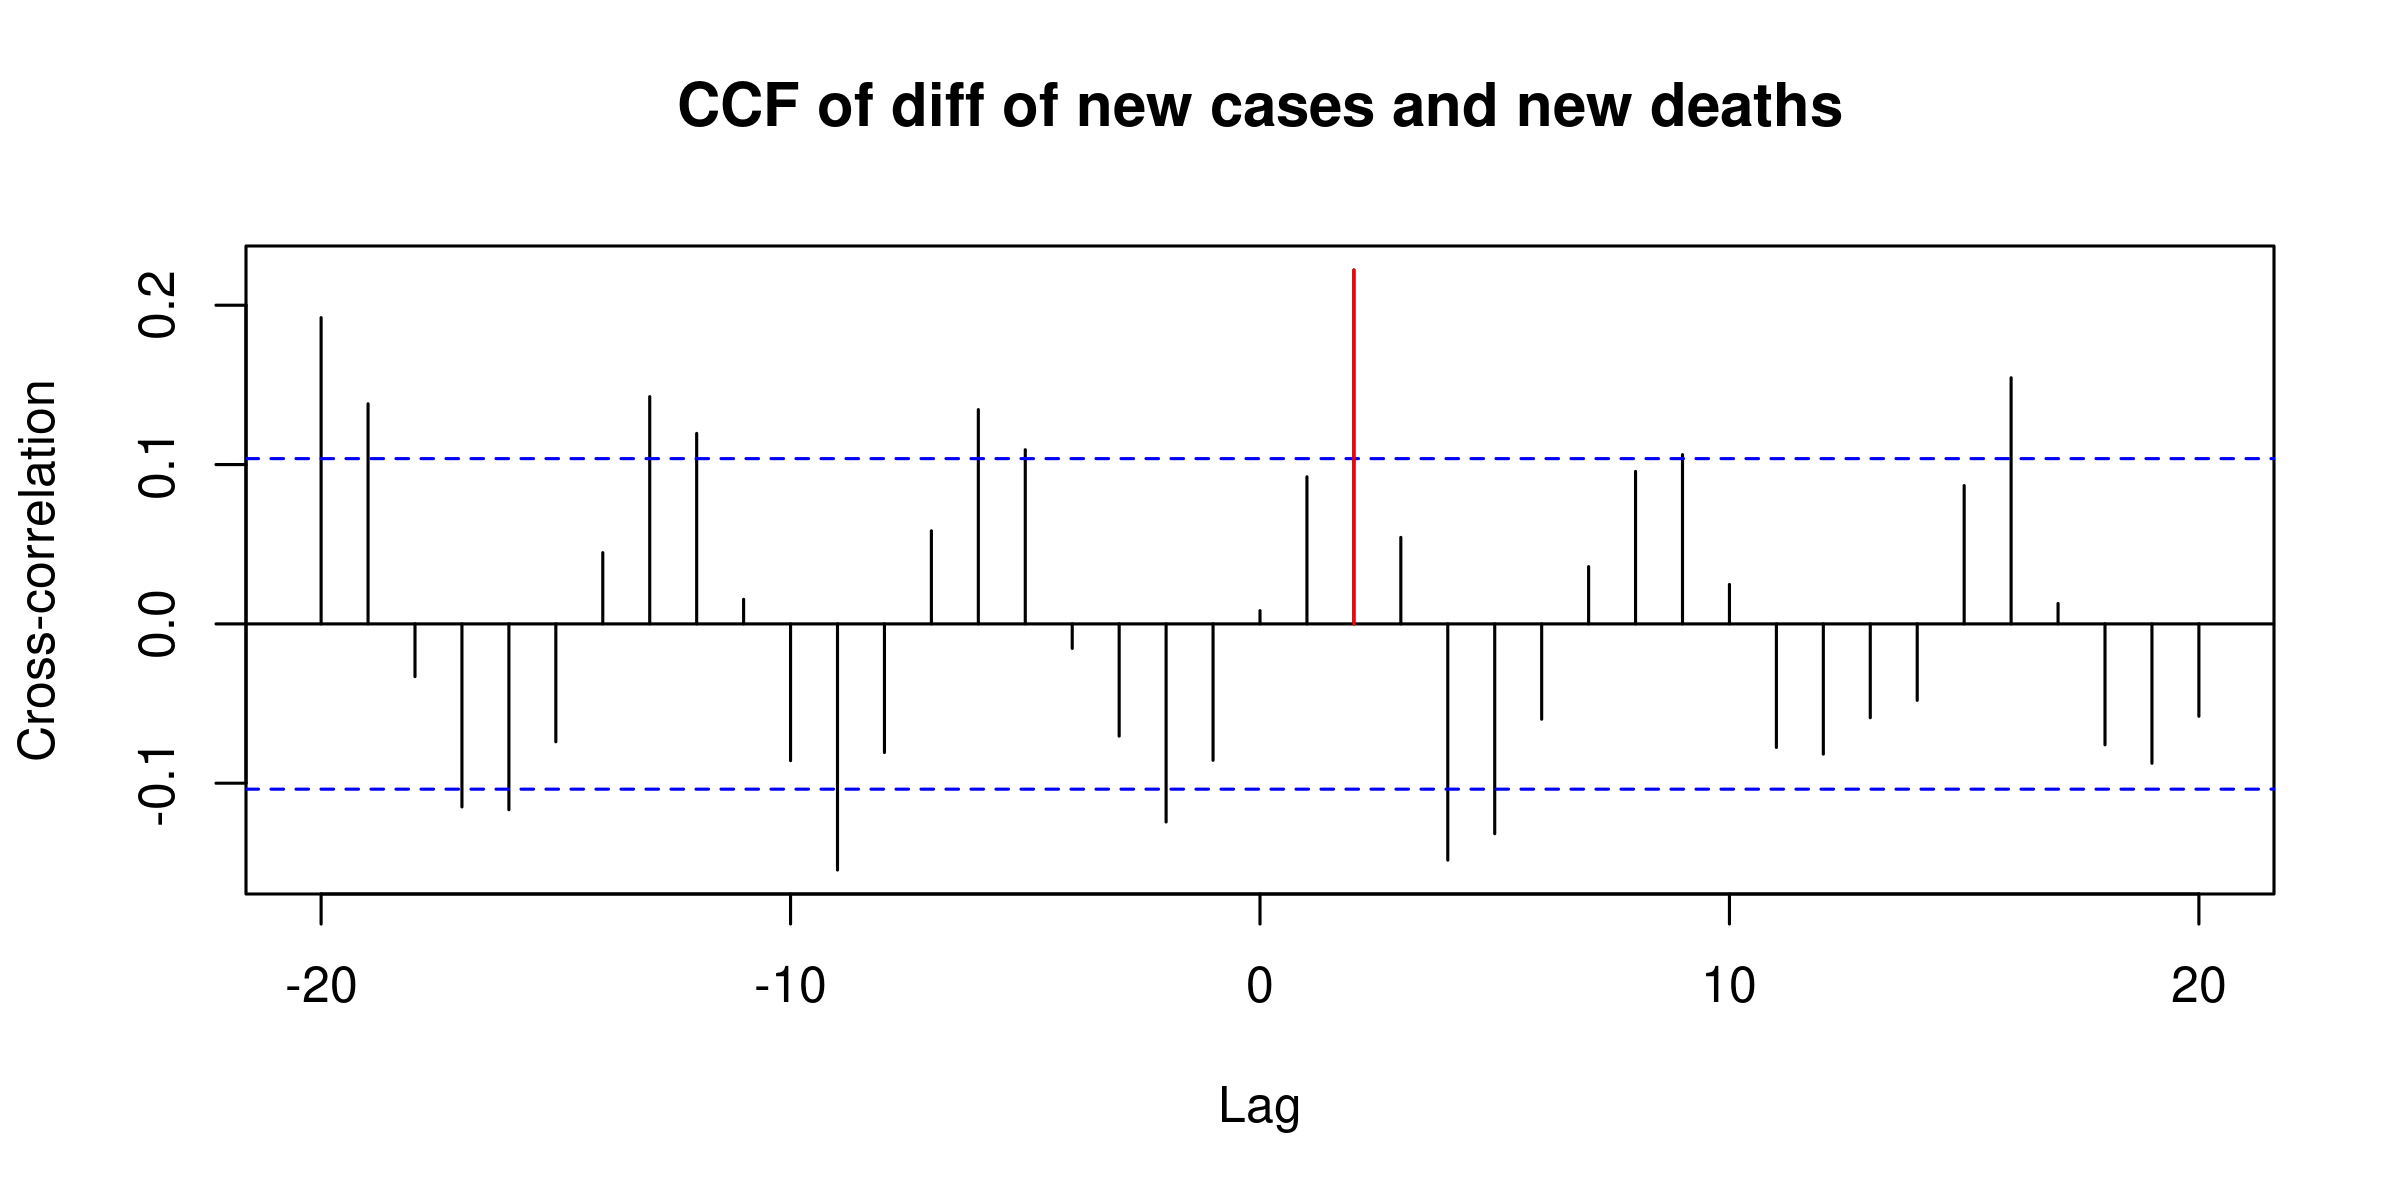 CCF of diff of new cases and new deaths
Cross-correlation
0.2
0.1
0.0
-0.1
-20 -10 0 10 20
Lag